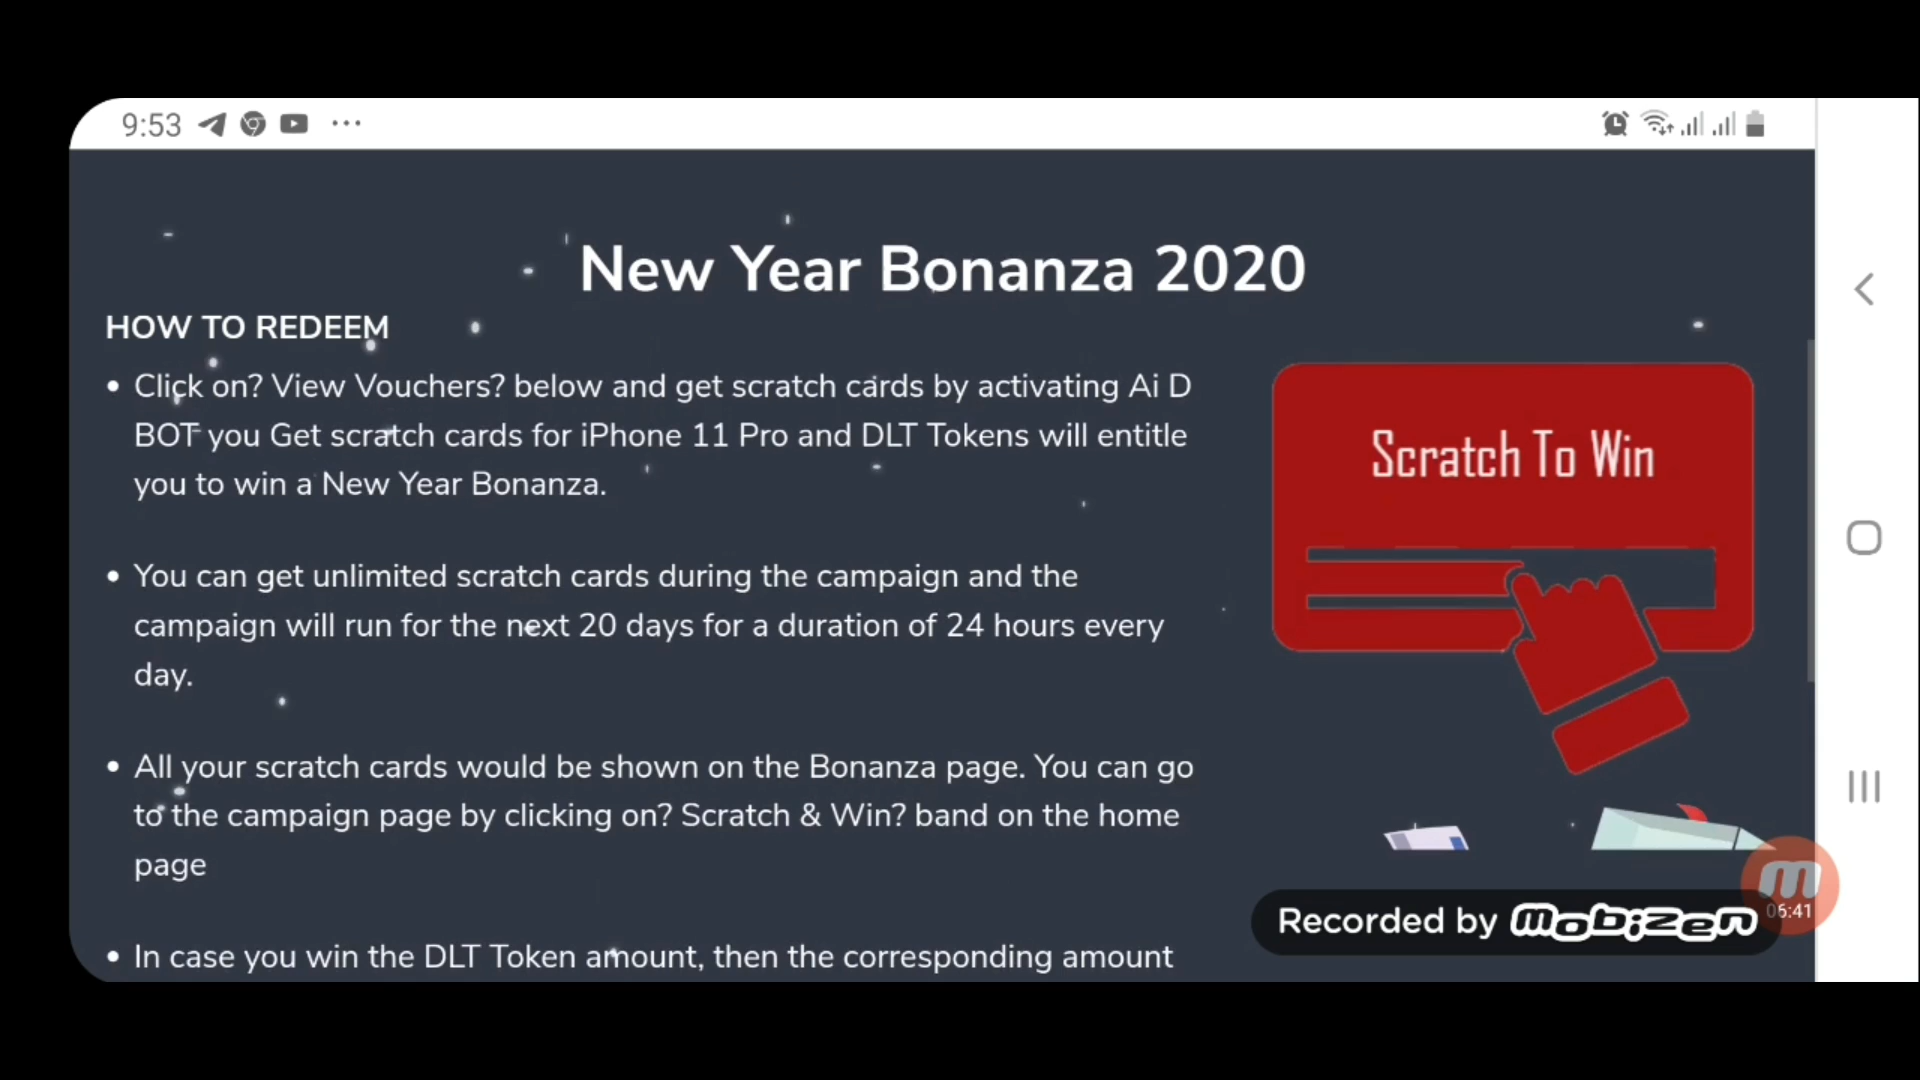 9:53
New Year Bonanza 2020
HOW TO REDEEM
• Click on? View Vouchers? below and get scratch cards by activating Ai D
BOT you Get scratch cards for iPhone 11 Pro and DLT Tokens will entitle
you to win a New Year Bonanza.
• You can get unlimited scratch cards during the campaign and the
campaign will run for the next 20 days for a duration of 24 hours every
day.
• All your scratch cards would be shown on the Bonanza page. You can go
to the campaign page by clicking on? Scratch & Win? band on the home
page
• In case you win the DLT Token amount, then the corresponding amount
Scratch To Win
Recorded by mobizen
06:41